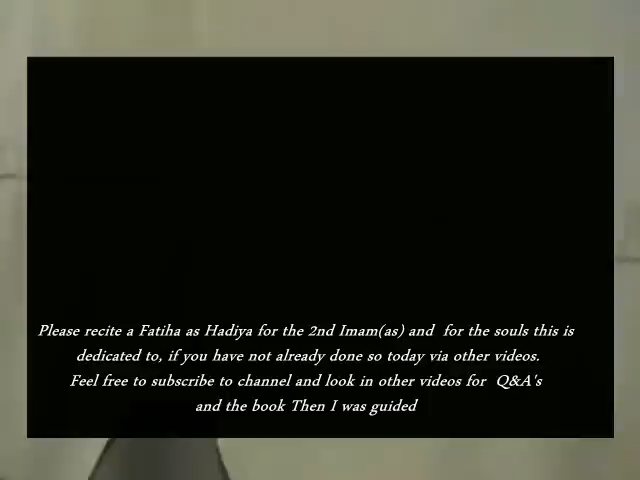 Please recite a Fatiha as Hadiya for the 2nd Imam(as) and for the souls this is
dedicated to, if you have not already done so today via other videos.
Feel free to subscribe to channel and look in other videos for Q&A's
and the book Then I was guided